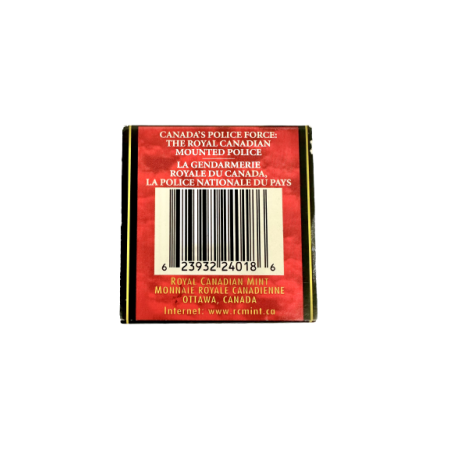 CANADA'S POLICE FORCE:
THE ROYAL CANADIAN
MOUNTED POLICE
LA GENDARMERIE
ROYALE DU CANADA,
LA POLICE NATIONALE DU PAYS
6 23932 24018 6
ROYAL CANADIAN MINT
MONNAIE ROYALE CANADIENNE
OTTAWA, CANADA
Internet: www.rcmint.ca